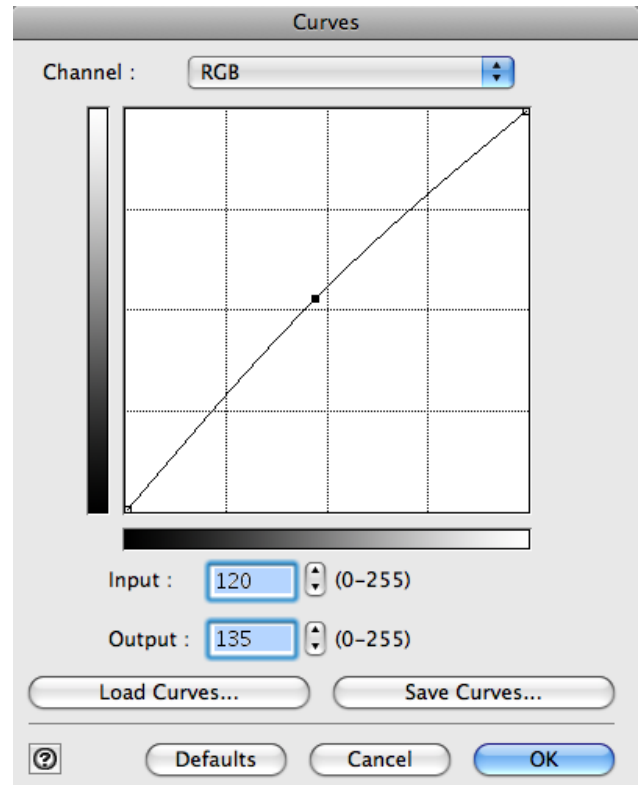 Curves
Channel : RGB
Input : 120 (0-255)
Output : 135 (0-255)
Load Curves... Save Curves...
? Defaults Cancel OK